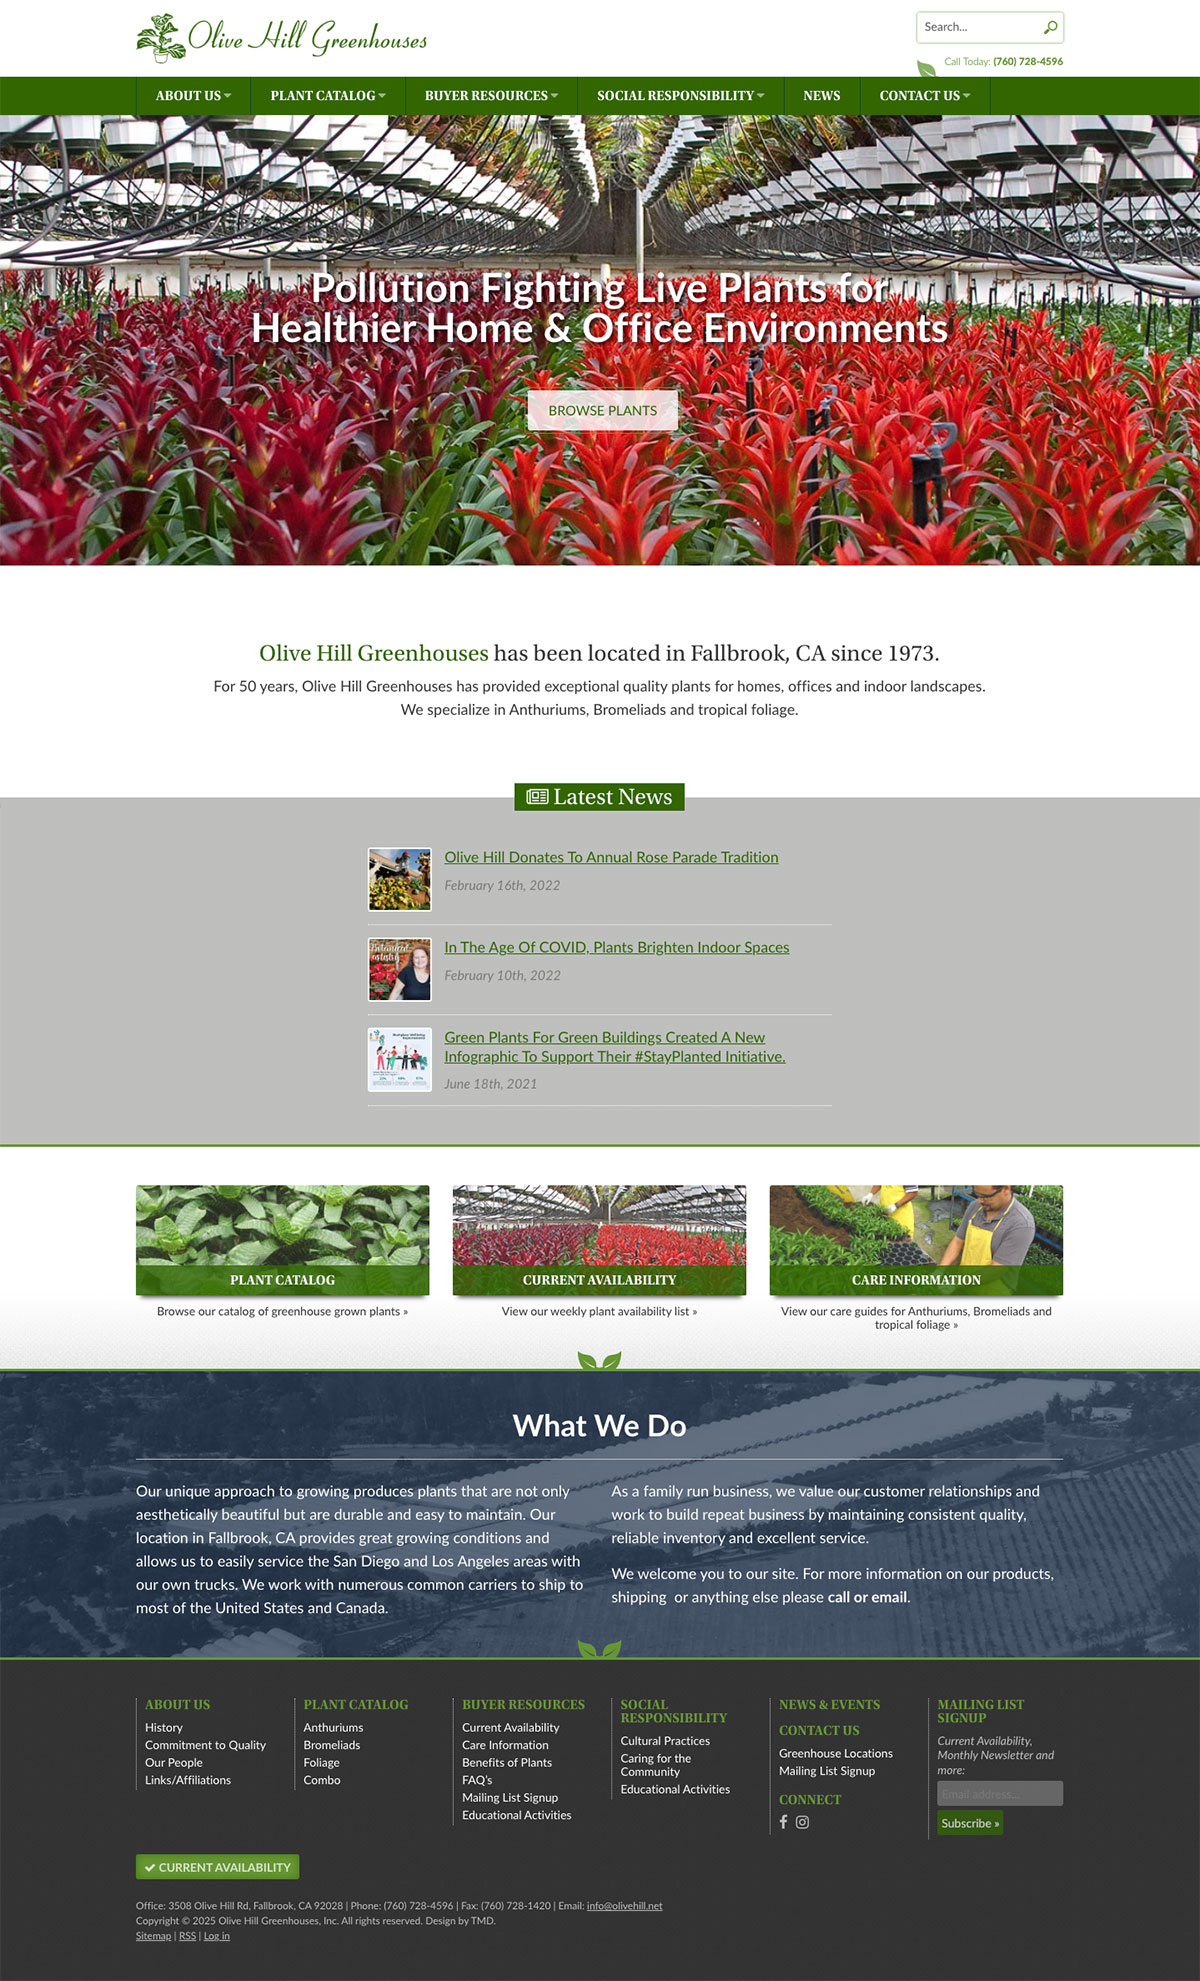 Olive Hill Greenhouses
Search...
Call Today: (760) 728-4596
ABOUT US
PLANT CATALOG
BUYER RESOURCES
SOCIAL RESPONSIBILITY
NEWS
CONTACT US
Pollution Fighting Live Plants for
Healthier Home & Office Environments
BROWSE PLANTS
Olive Hill Greenhouses has been located in Fallbrook, CA since 1973.
For 50 years, Olive Hill Greenhouses has provided exceptional quality plants for homes, offices and indoor landscapes.
We specialize in Anthuriums, Bromeliads and tropical foliage.
Latest News
Olive Hill Donates To Annual Rose Parade Tradition
February 16th, 2022
In The Age Of COVID, Plants Brighten Indoor Spaces
February 10th, 2022
Green Plants For Green Buildings Created A New
Infographic To Support Their #StayPlanted Initiative.
June 18th, 2021
PLANT CATALOG
Browse our catalog of greenhouse grown plants »
CURRENT AVAILABILITY
View our weekly plant availability list »
CARE INFORMATION
View our care guides for Anthuriums, Bromeliads and
tropical foliage »
What We Do
Our unique approach to growing produces plants that are not only
aesthetically beautiful but are durable and easy to maintain. Our
location in Fallbrook, CA provides great growing conditions and
allows us to easily service the San Diego and Los Angeles areas with
our own trucks. We work with numerous common carriers to ship to
most of the United States and Canada.
As a family run business, we value our customer relationships and
work to build repeat business by maintaining consistent quality,
reliable inventory and excellent service.
We welcome you to our site. For more information on our products,
shipping or anything else please call or email.
ABOUT US
History
Commitment to Quality
Our People
Links/Affiliations
PLANT CATALOG
Anthuriums
Bromeliads
Foliage
Combo
BUYER RESOURCES
Current Availability
Care Information
Benefits of Plants
FAQ's
Mailing List Signup
Educational Activities
SOCIAL
RESPONSIBILITY
Cultural Practices
Caring for the
Community
Educational Activities
NEWS & EVENTS
CONTACT US
Greenhouse Locations
Mailing List Signup
CONNECT
MAILING LIST
SIGNUP
Current Availability,
Monthly Newsletter and
more:
Email address...
Subscribe »
CURRENT AVAILABILITY
Office: 3508 Olive Hill Rd, Fallbrook, CA 92028 | Phone: (760) 728-4596 | Fax: (760) 728-1420 | Email: info@olivehill.net
Copyright © 2025 Olive Hill Greenhouses, Inc. All rights reserved. Design by TMD.
Sitemap | RSS | Log in